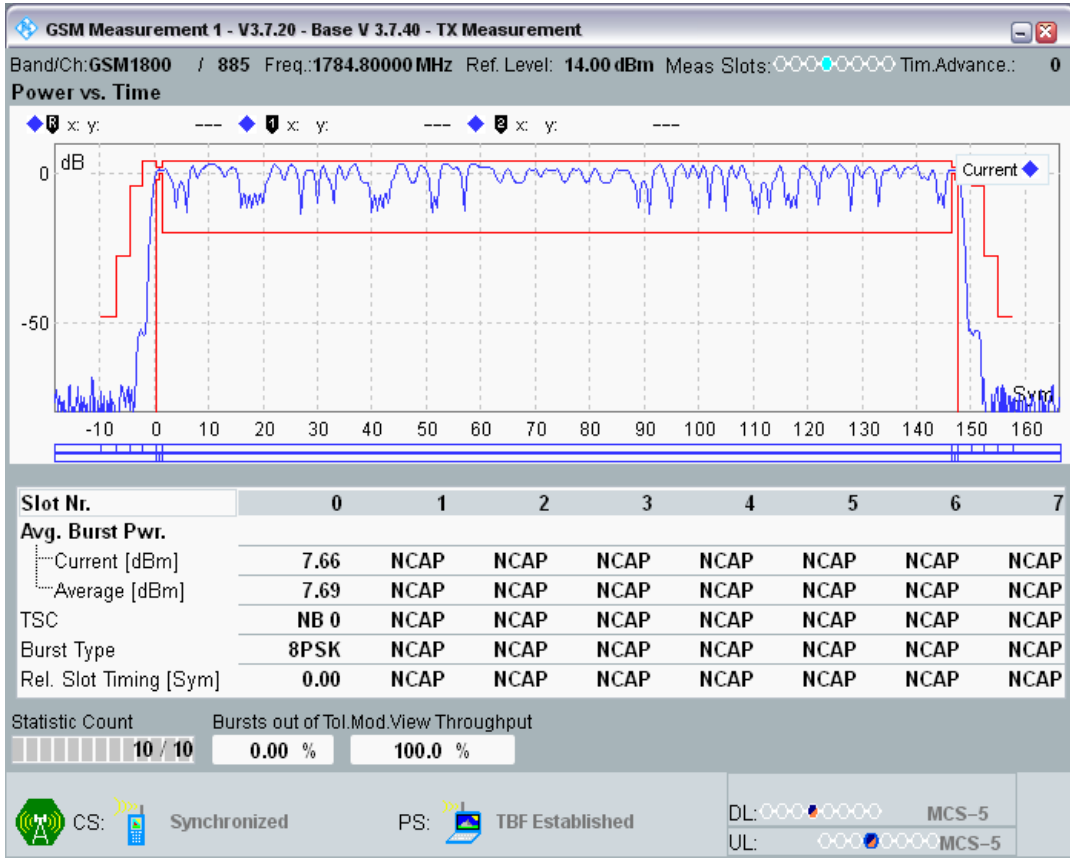 GSM Measurement 1 - V3.7.20 - Base V 3.7.40 - TX Measurement
Band/Ch:GSM1800 / 885 Freq.:1784.80000 MHz Ref. Level: 14.00 dBm Meas Slots: Tim.Advance.: 0
Power vs. Time
R x: y: --- 1 x: y: --- 2 x: y: ---
dB
Current
0
-50
Sym
-10 0 10 20 30 40 50 60 70 80 90 100 110 120 130 140 150 160
Slot Nr. 0 1 2 3 4 5 6 7
Avg. Burst Pwr.
Current [dBm] 7.66 NCAP NCAP NCAP NCAP NCAP NCAP NCAP
Average [dBm] 7.69 NCAP NCAP NCAP NCAP NCAP NCAP NCAP
TSC NB 0 NCAP NCAP NCAP NCAP NCAP NCAP NCAP
Burst Type 8PSK NCAP NCAP NCAP NCAP NCAP NCAP NCAP
Rel. Slot Timing [Sym] 0.00 NCAP NCAP NCAP NCAP NCAP NCAP NCAP
Statistic Count Bursts out of Tol. Mod.View Throughput
10 / 10 0.00 % 100.0 %
CS: Synchronized PS: TBF Established DL: MCS-5
UL: MCS-5